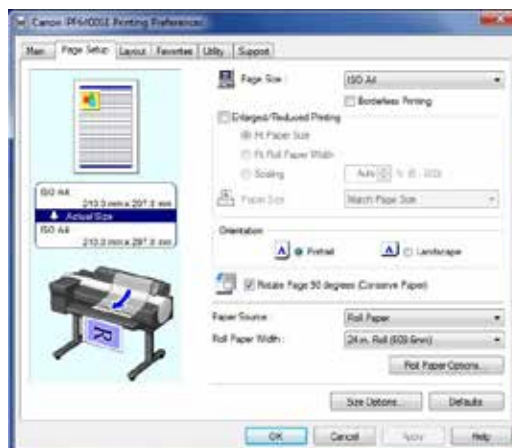 Canon iPF6400SE Printing Preferences
Main Page Setup Layout Favorites Utility Support
Page Size : ISO A4
Borderless Printing
Enlarged/Reduced Printing
Fit Paper Size
Fit Roll Paper Width
Scaling Auto
Paper Size Match Page Size
ISO A4
210.0 mm x 297.0 mm
Actual Size
ISO A4
210.0 mm x 297.0 mm
Orientation
A Portrait A Landscape
Rotate Page 90 degrees (Conserve Paper)
Paper Source : Roll Paper
Roll Paper Width : 24 in. Roll (609.6mm)
Roll Paper Options...
Size Options... Defaults
OK Cancel Apply Help